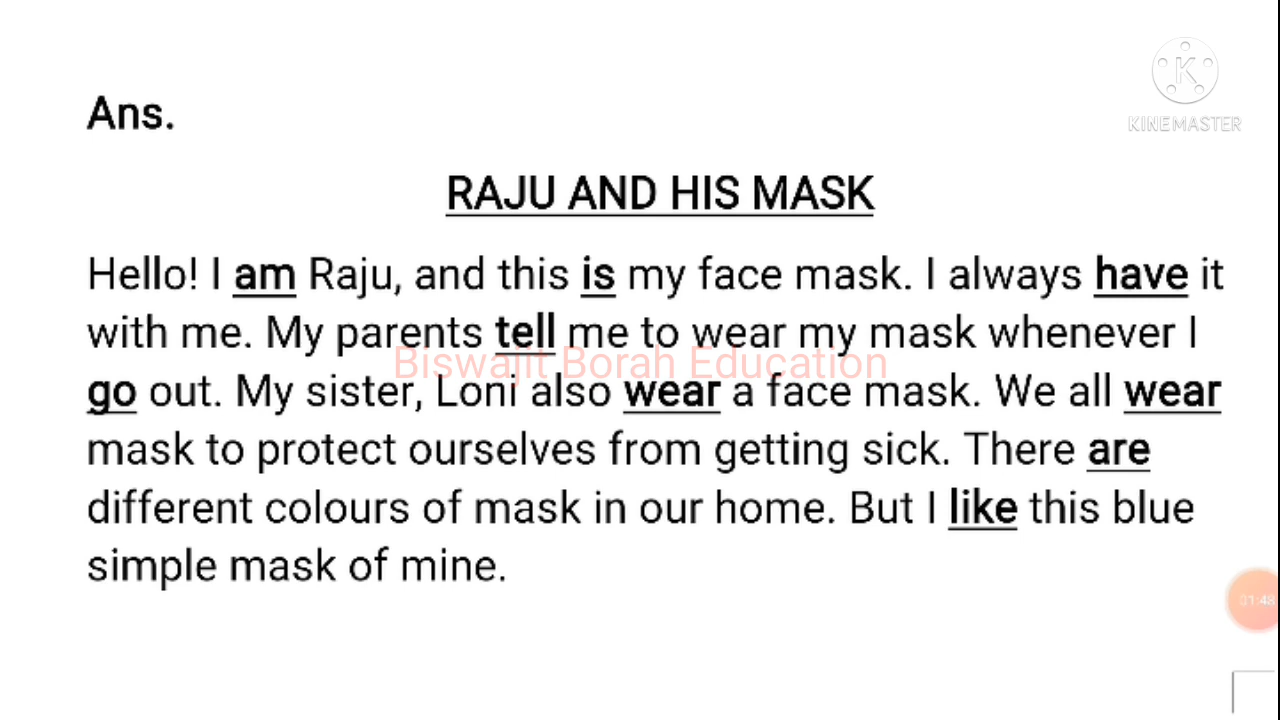 K
KINEMASTER
Ans.
RAJU AND HIS MASK
Hello! I am Raju, and this is my face mask. I always have it
with me. My parents tell me to wear my mask whenever I
Biswajit Borah Education
go out. My sister, Loni also wear a face mask. We all wear
mask to protect ourselves from getting sick. There are
different colours of mask in our home. But I like this blue
simple mask of mine.
01:48